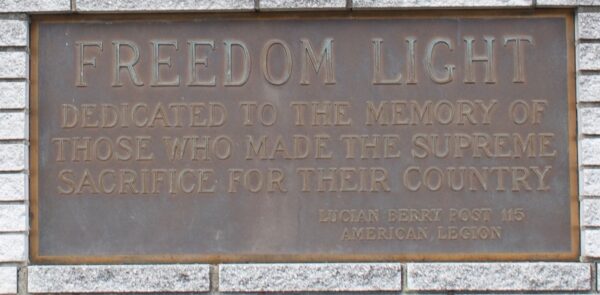 FREEDOM LIGHT
DEDICATED TO THE MEMORY OF
THOSE WHO MADE THE SUPREME
SACRIFICE FOR THEIR COUNTRY
LUCIAN BERRY POST 115
AMERICAN LEGION